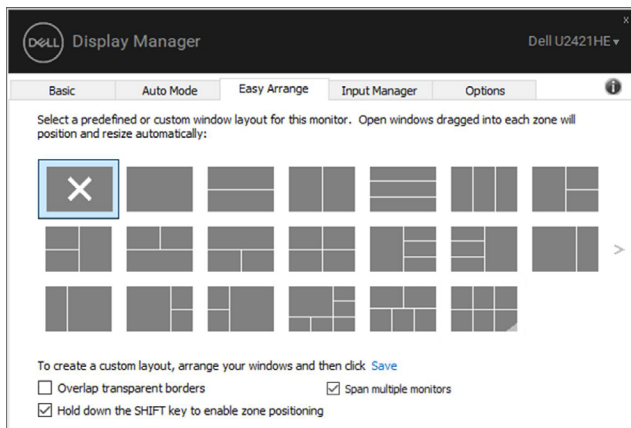 x
DELL Display Manager Dell U2421HE
Basic Auto Mode Easy Arrange Input Manager Options i
Select a predefined or custom window layout for this monitor. Open windows dragged into each zone will
position and resize automatically:
>
To create a custom layout, arrange your windows and then click Save
Overlap transparent borders Span multiple monitors
Hold down the SHIFT key to enable zone positioning